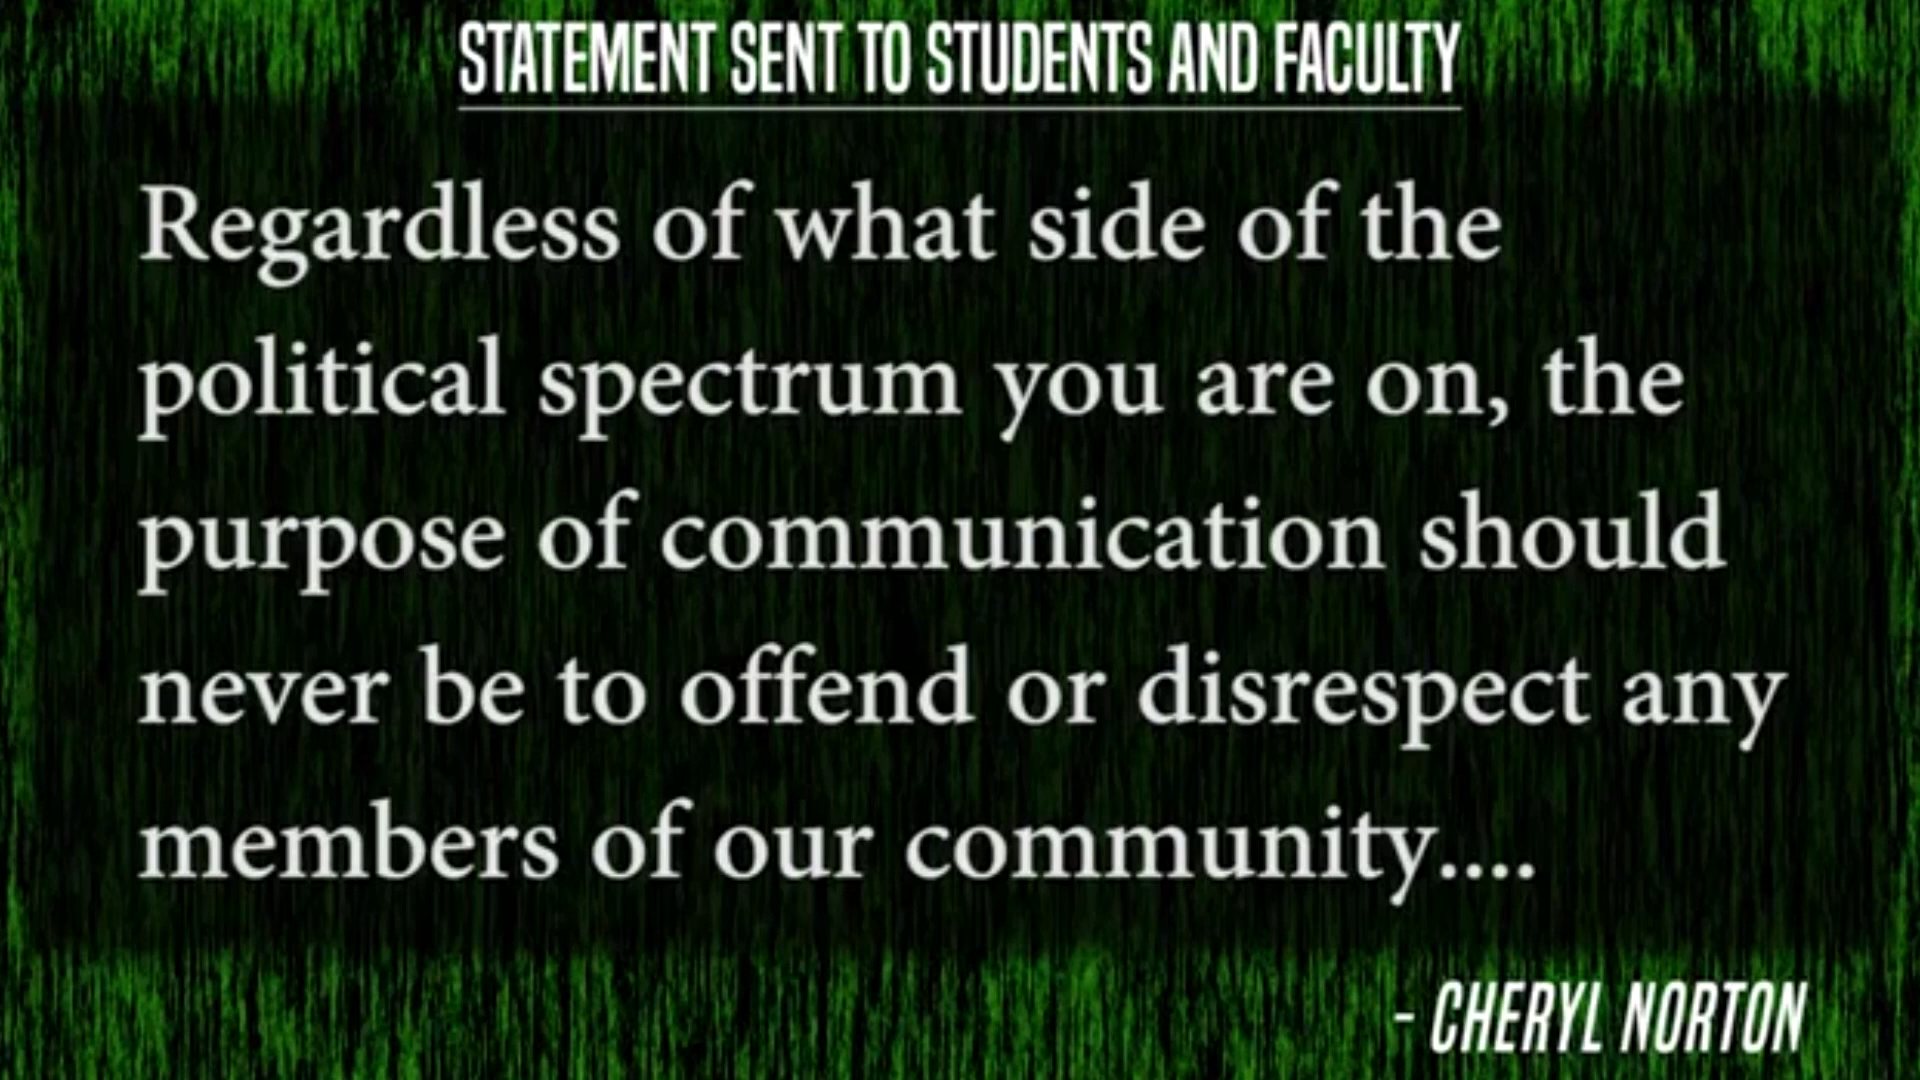 STATEMENT SENT TO STUDENTS AND FACULTY
Regardless of what side of the
political spectrum you are on, the
purpose of communication should
never be to offend or disrespect any
members of our community....
- CHERYL NORTON